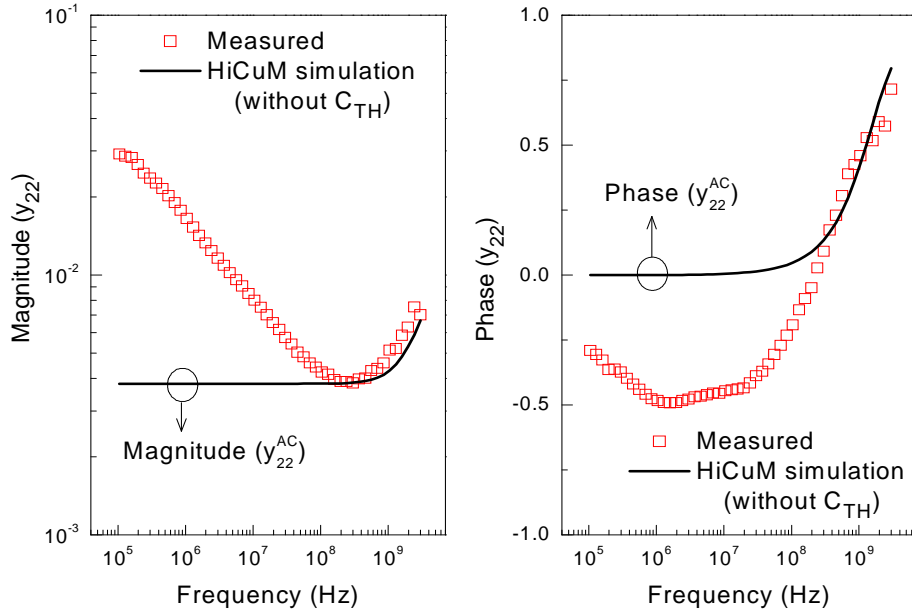 Measured
HiCuM simulation
(without C_TH)
Magnitude (y_22^AC)
Magnitude (y_22)
10^-1
10^-2
10^-3
10^5 10^6 10^7 10^8 10^9
Frequency (Hz)
Phase (y_22^AC)
Measured
HiCuM simulation
(without C_TH)
Phase (y_22)
1.0
0.5
0.0
-0.5
-1.0
10^5 10^6 10^7 10^8 10^9
Frequency (Hz)